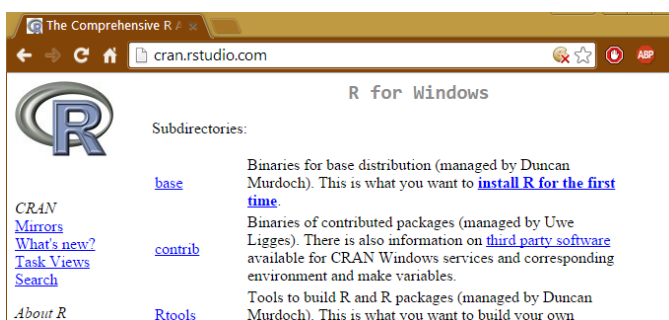 The Comprehensive R A
cran.rstudio.com
ABP
R
R for Windows
Subdirectories:
base
Binaries for base distribution (managed by Duncan
Murdoch). This is what you want to install R for the first
time.
CRAN
Mirrors
What's new?
Task Views
Search
contrib
Binaries of contributed packages (managed by Uwe
Ligges). There is also information on third party software
available for CRAN Windows services and corresponding
environment and make variables.
About R
Rtools
Tools to build R and R packages (managed by Duncan
Murdoch). This is what you want to build your own